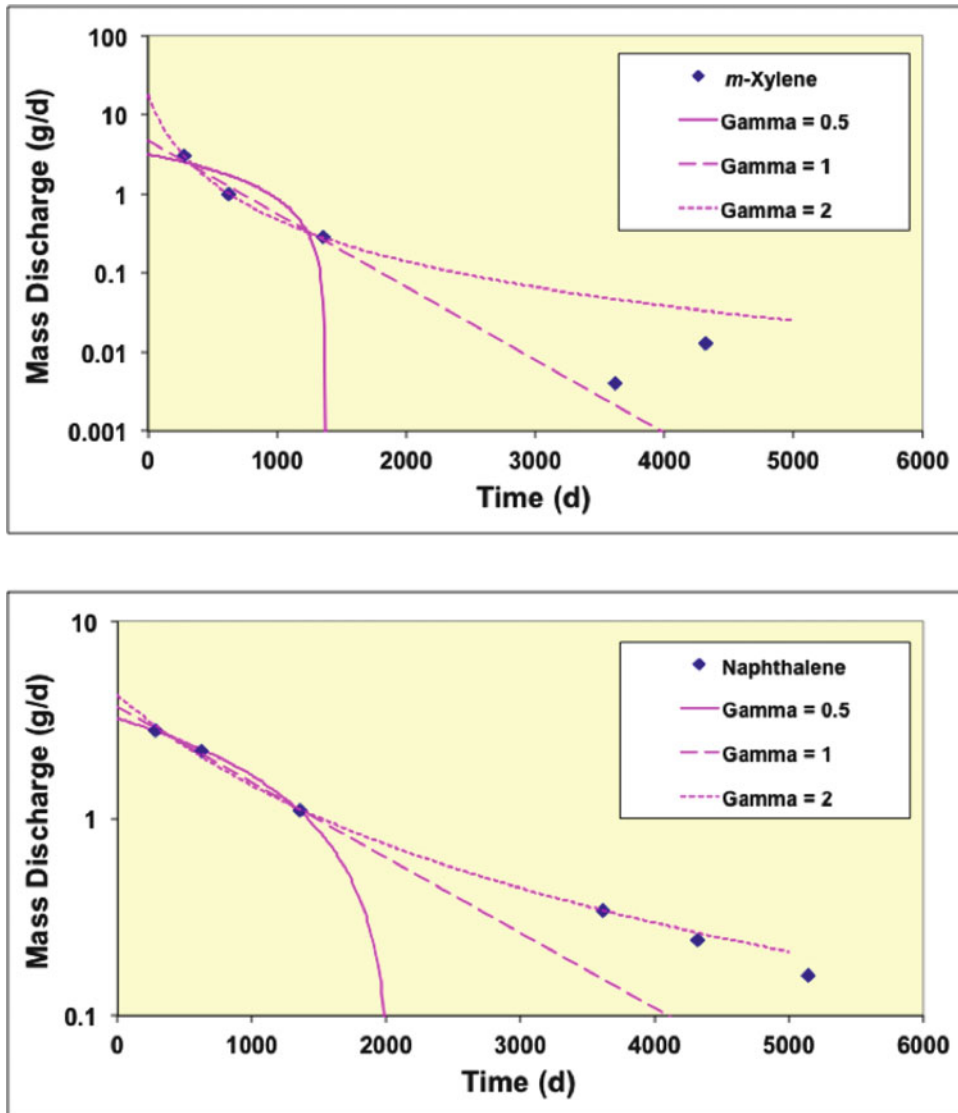 100
10
1
0.1
0.01
0.001
Mass Discharge (g/d)
m-Xylene
Gamma = 0.5
Gamma = 1
Gamma = 2
0 1000 2000 3000 4000 5000 6000
Time (d)
10
1
0.1
Mass Discharge (g/d)
Naphthalene
Gamma = 0.5
Gamma = 1
Gamma = 2
0 1000 2000 3000 4000 5000 6000
Time (d)